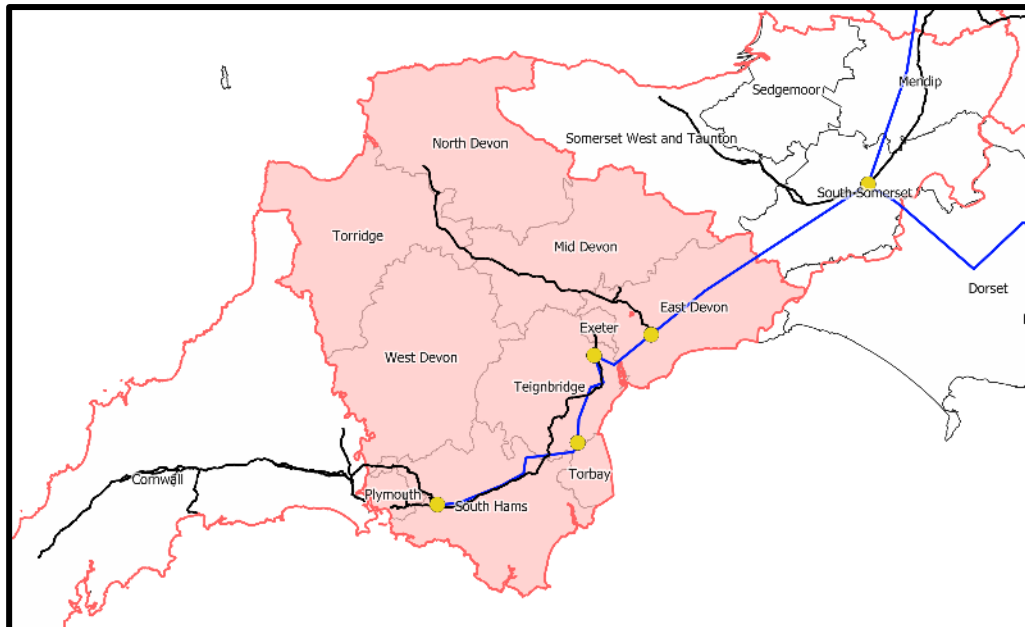 Mendip
Sedgemoor
Somerset West and Taunton
North Devon
South Somerset
Torridge
Mid Devon
Dorset
East Devon
Exeter
West Devon
Teignbridge
Torbay
Cornwall
Plymouth
South Hams